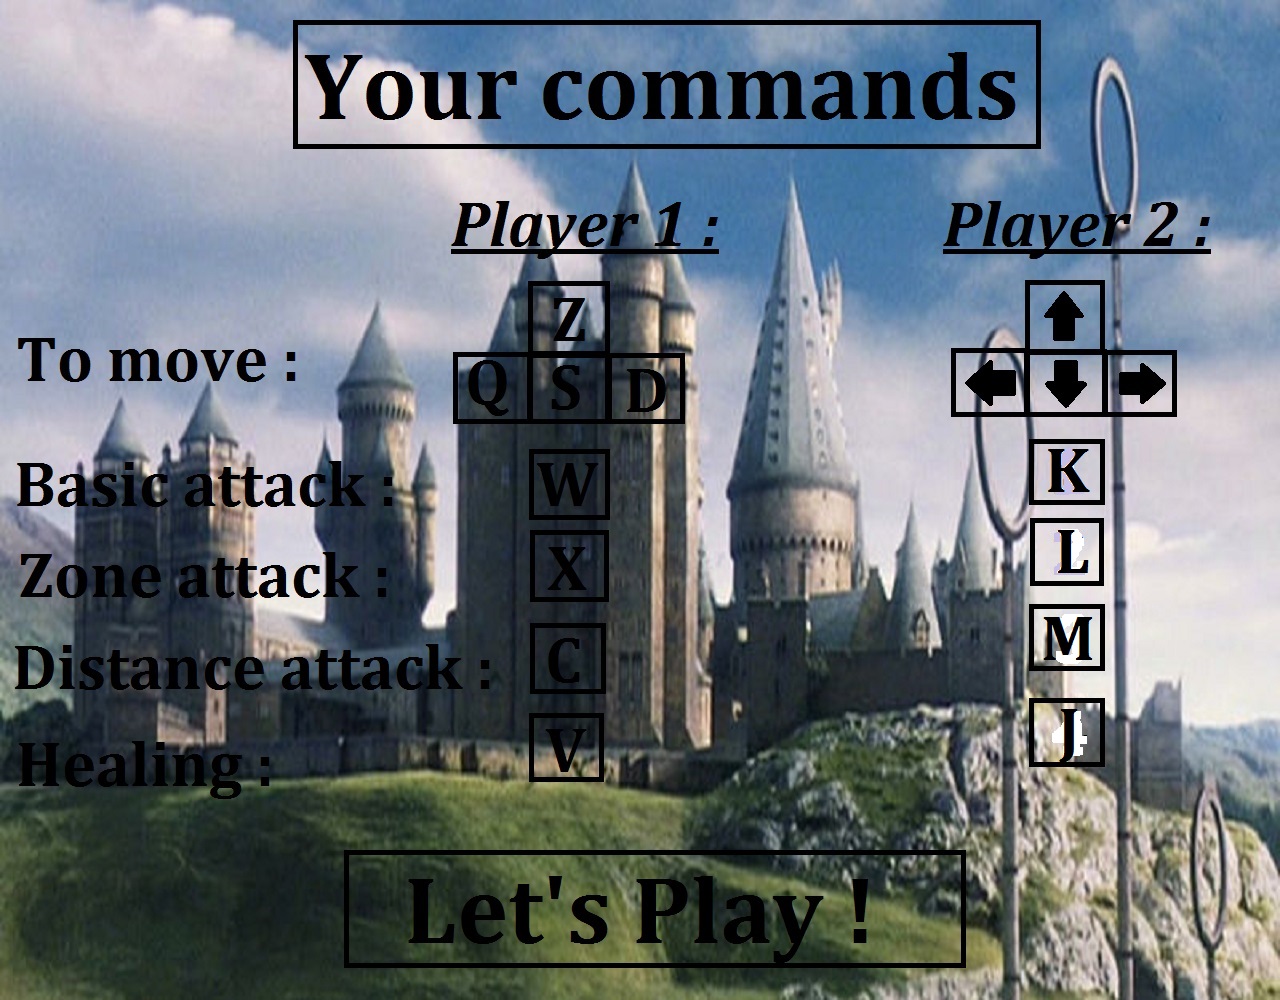 Your commands
Player 1 : Player 2 :
Z
To move :
Q S D
Basic attack : W K
Zone attack : X L
Distance attack : C M
Healing : V J
Let's Play !